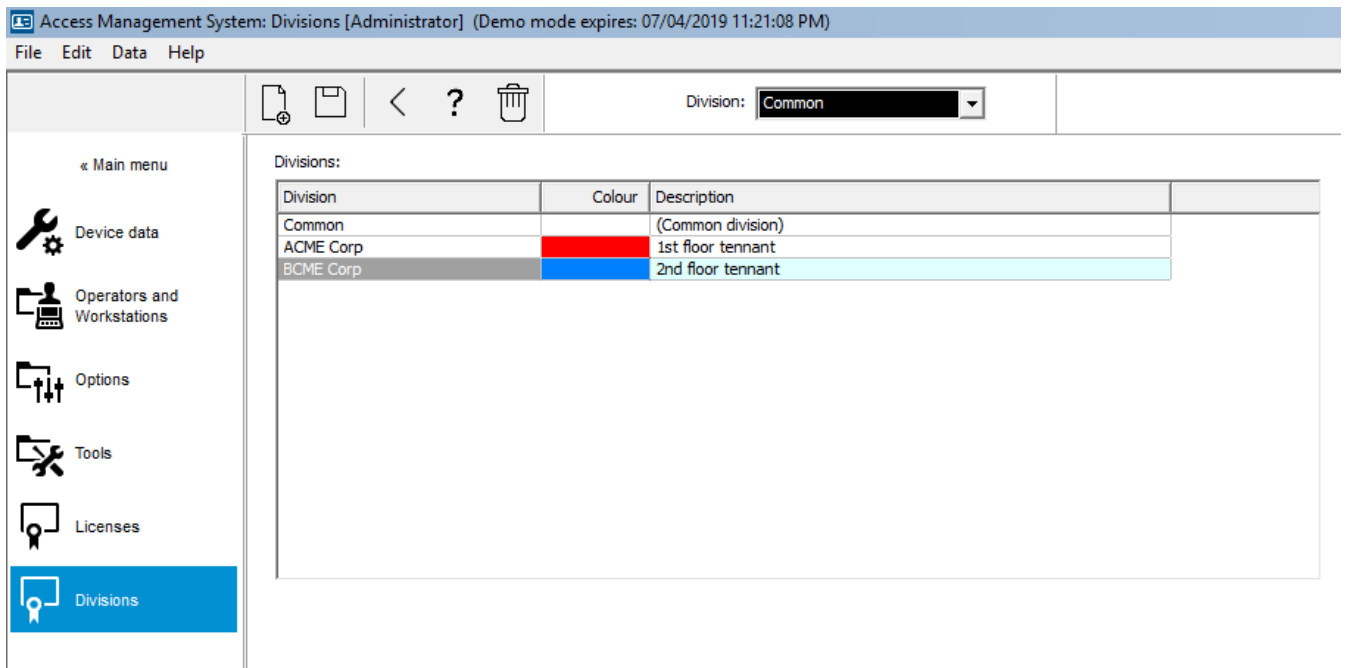 Access Management System: Divisions [Administrator] (Demo mode expires: 07/04/2019 11:21:08 PM)
File Edit Data Help
? Division: Common
« Main menu
Device data
Operators and
Workstations
Options
Tools
Licenses
Divisions
Divisions:
Division Colour Description
Common (Common division)
ACME Corp 1st floor tennant
BCME Corp 2nd floor tennant